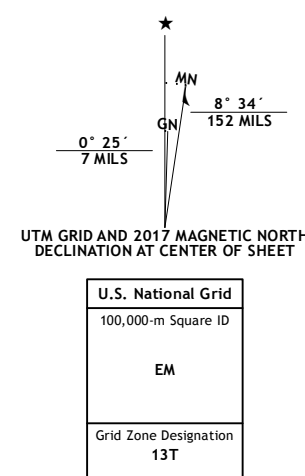 ★
MN
GN
8° 34´
152 MILS
0° 25´
7 MILS
UTM GRID AND 2017 MAGNETIC NORTH
DECLINATION AT CENTER OF SHEET
U.S. National Grid
100,000-m Square ID
EM
Grid Zone Designation
13T